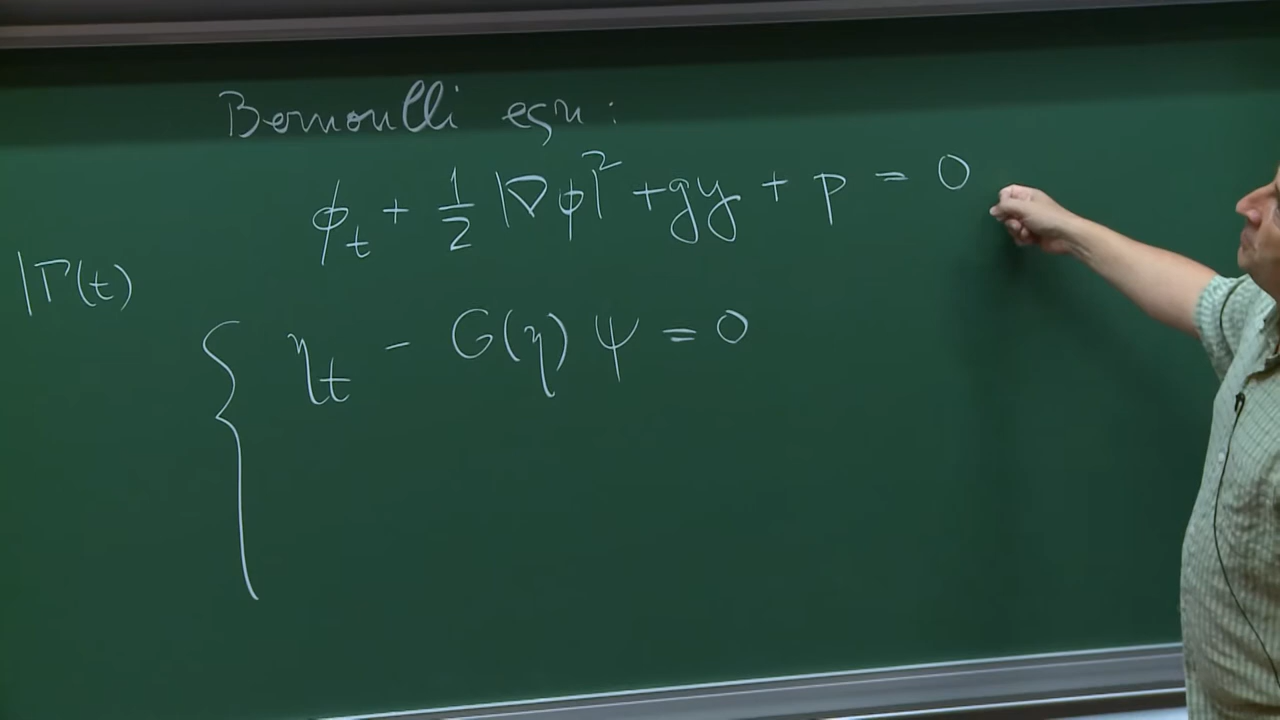 Bernoulli eqn:
ϕ_t + 1/2 |∇ϕ|² + gy + p = 0
|Γ(t)
{ η_t - G(η) ψ = 0